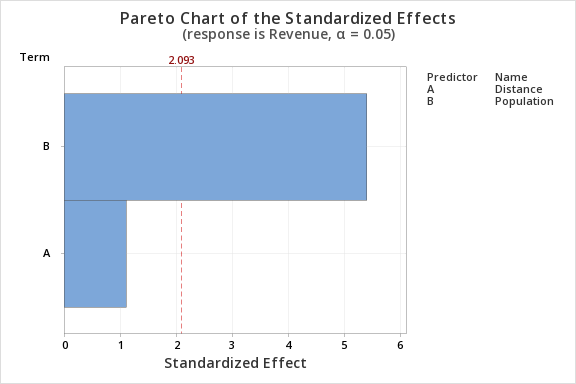 Pareto Chart of the Standardized Effects
(response is Revenue, α = 0.05)
Term
2.093
Predictor Name
A Distance
B Population
B
A
0 1 2 3 4 5 6
Standardized Effect